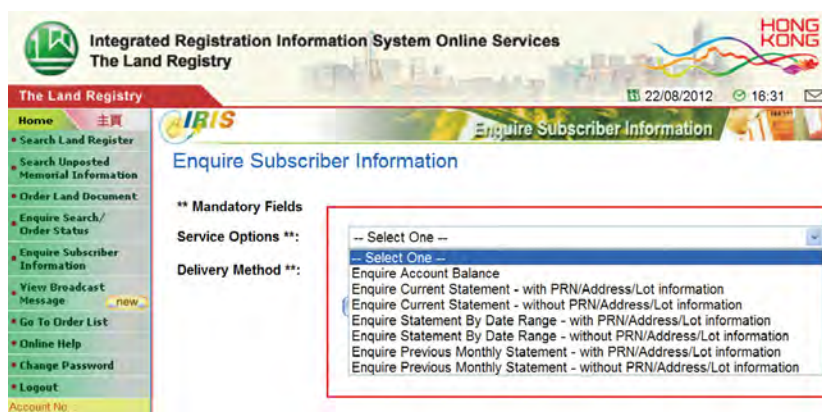 HONG
KONG
Integrated Registration Information System Online Services
The Land Registry
The Land Registry
22/08/2012 16:31
Home 主頁
IRIS
Enquire Subscriber Information
Search Land Register
Search Unposted
Memorial Information
Order Land Document
Enquire Search/
Order Status
Enquire Subscriber
Information
View Broadcast
Message new
Go To Order List
Online Help
Change Password
Logout
Account No
Enquire Subscriber Information
** Mandatory Fields
Service Options **:
-- Select One --
-- Select One --
Enquire Account Balance
Enquire Current Statement - with PRN/Address/Lot information
Enquire Current Statement - without PRN/Address/Lot information
Enquire Statement By Date Range - with PRN/Address/Lot information
Enquire Statement By Date Range - without PRN/Address/Lot information
Enquire Previous Monthly Statement - with PRN/Address/Lot information
Enquire Previous Monthly Statement - without PRN/Address/Lot information
Delivery Method **: